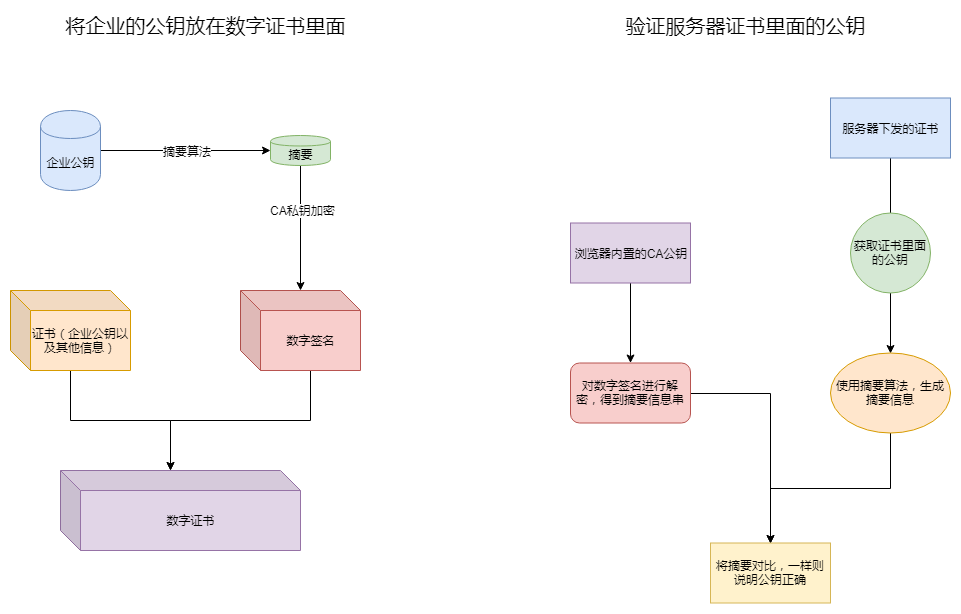 将企业的公钥放在数字证书里面
验证服务器证书里面的公钥
企业公钥
摘要算法
摘要
CA私钥加密
证书（企业公钥以
及其他信息）
数字签名
数字证书
服务器下发的证书
获取证书里面
的公钥
浏览器内置的CA公钥
对数字签名进行解
密，得到摘要信息串
使用摘要算法，生成
摘要信息
将摘要对比，一样则
说明公钥正确